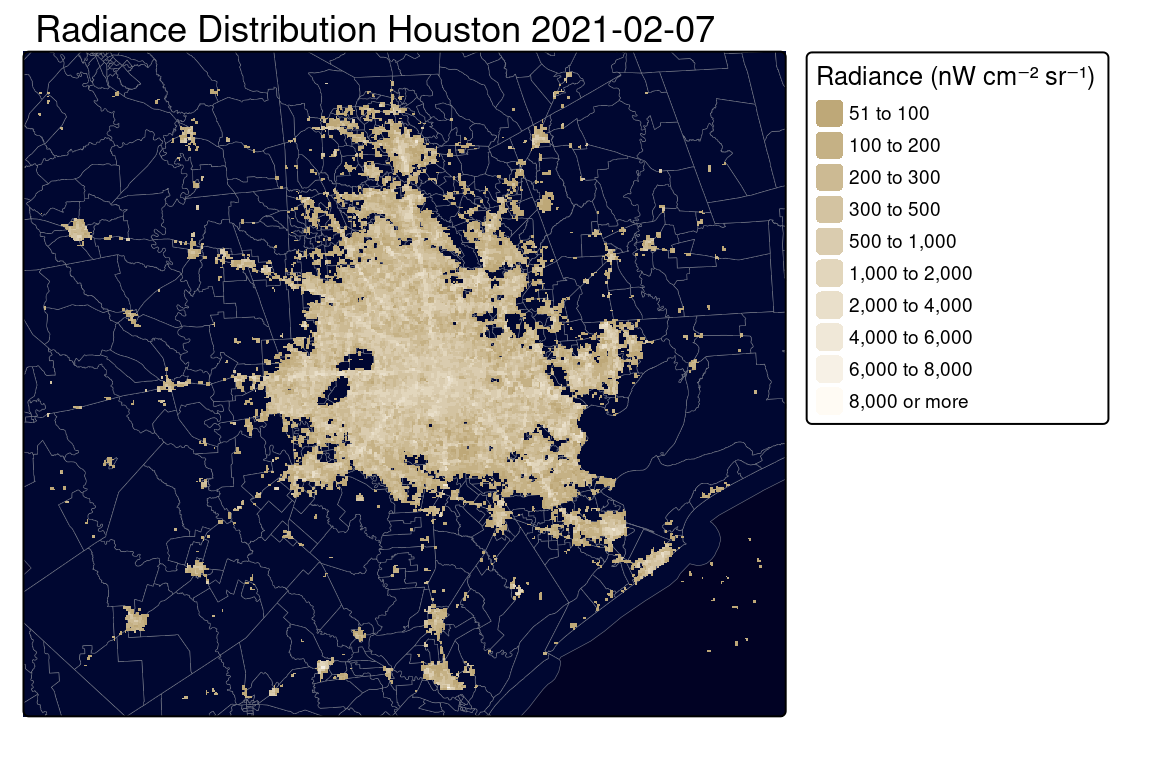 Radiance Distribution Houston 2021-02-07
Radiance (nW cm⁻² sr⁻¹)
51 to 100
100 to 200
200 to 300
300 to 500
500 to 1,000
1,000 to 2,000
2,000 to 4,000
4,000 to 6,000
6,000 to 8,000
8,000 or more